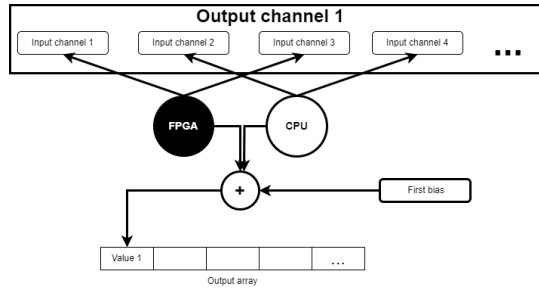 Output channel 1
Input channel 1
Input channel 2
Input channel 3
Input channel 4
...
FPGA
CPU
+
First bias
Value 1
...
Output array